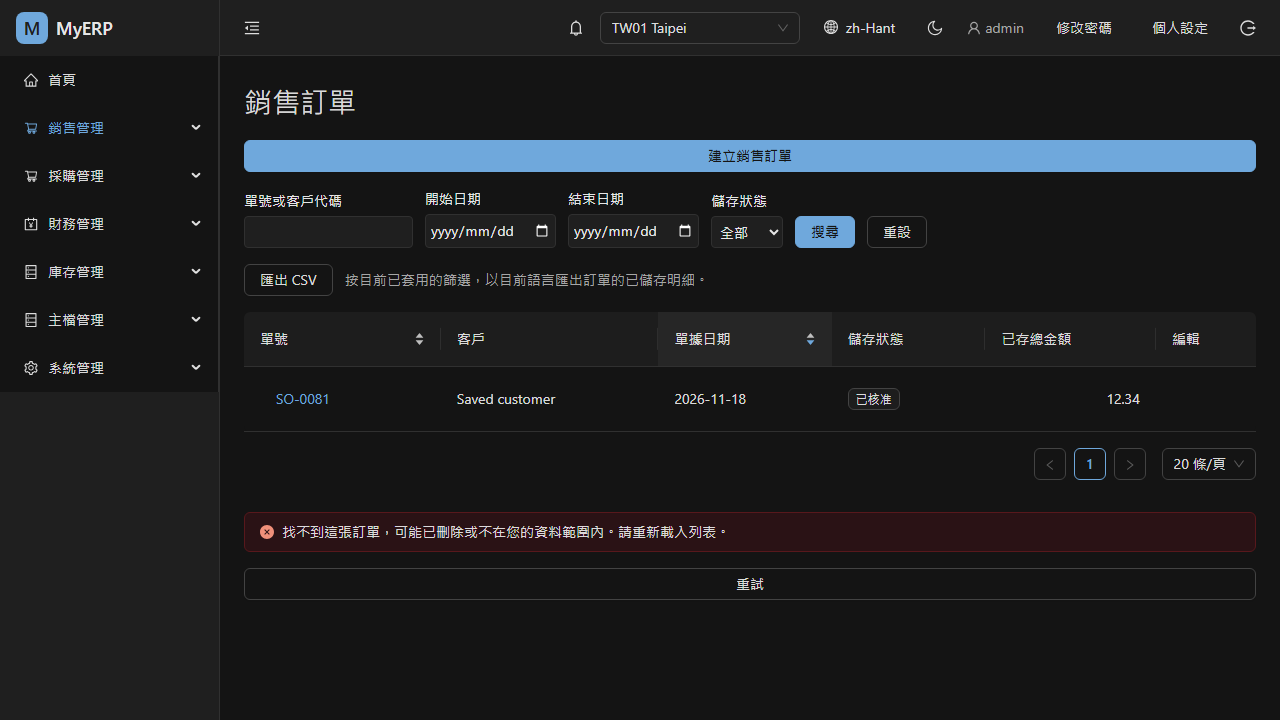 M MyERP
TW01 Taipei
zh-Hant
admin
修改密碼
個人設定
首頁
銷售管理
採購管理
財務管理
庫存管理
主檔管理
系統管理
銷售訂單
建立銷售訂單
單號或客戶代碼
開始日期
結束日期
儲存狀態
yyyy/mm/dd
yyyy/mm/dd
全部
搜尋
重設
匯出 CSV
按目前已套用的篩選，以目前語言匯出訂單的已儲存明細。
單號 客戶 單據日期 儲存狀態 已存總金額 編輯
SO-0081 Saved customer 2026-11-18 已核准 12.34
1
20 條/頁
找不到這張訂單，可能已刪除或不在您的資料範圍內。請重新載入列表。
重試